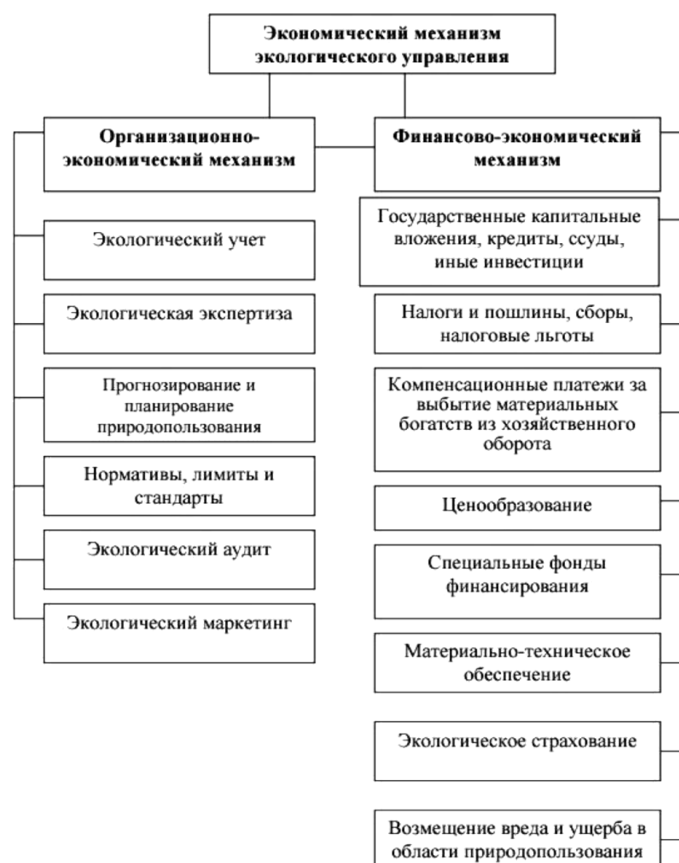 Экономический механизм
экологического управления
Организационно-
экономический механизм
Экологический учет
Экологическая экспертиза
Прогнозирование и
планирование
природопользования
Нормативы, лимиты и
стандарты
Экологический аудит
Экологический маркетинг
Финансово-экономический
механизм
Государственные капитальные
вложения, кредиты, ссуды,
иные инвестиции
Налоги и пошлины, сборы,
налоговые льготы
Компенсационные платежи за
выбытие материальных
богатств из хозяйственного
оборота
Ценообразование
Специальные фонды
финансирования
Материально-техническое
обеспечение
Экологическое страхование
Возмещение вреда и ущерба в
области природопользования